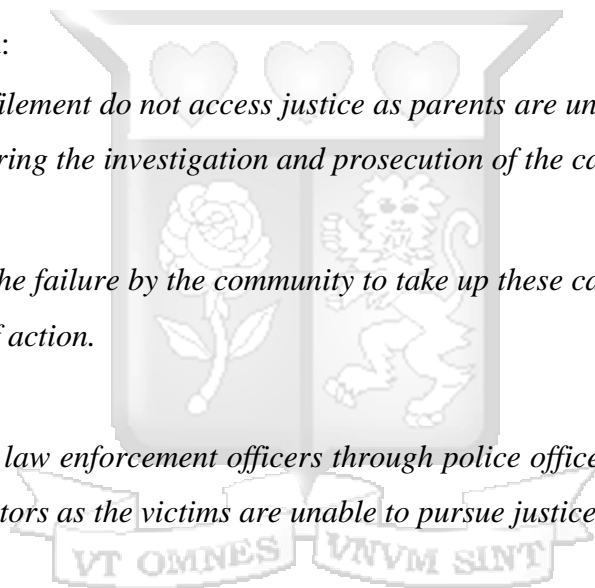 :
filement do not access justice as parents are un
ring the investigation and prosecution of the ca
he failure by the community to take up these ca
f action.
law enforcement officers through police office
tors as the victims are unable to pursue justice
VT OMNES VNVM SINT